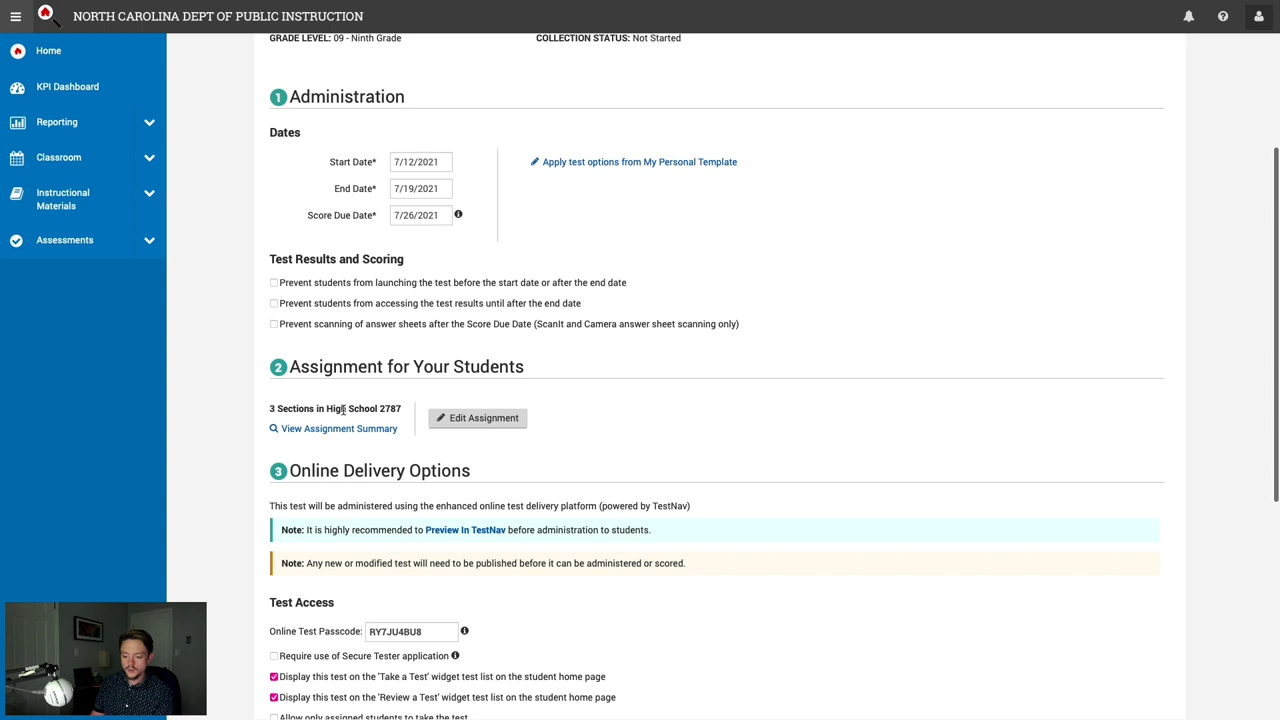 NORTH CAROLINA DEPT OF PUBLIC INSTRUCTION
Home
KPI Dashboard
Reporting
Classroom
Instructional
Materials
Assessments
GRADE LEVEL: 09 - Ninth Grade
COLLECTION STATUS: Not Started
1 Administration
Dates
Start Date* 7/12/2021
Apply test options from My Personal Template
End Date* 7/19/2021
Score Due Date* 7/26/2021
Test Results and Scoring
Prevent students from launching the test before the start date or after the end date
Prevent students from accessing the test results until after the end date
Prevent scanning of answer sheets after the Score Due Date (ScanIt and Camera answer sheet scanning only)
2 Assignment for Your Students
3 Sections in High School 2787
View Assignment Summary
Edit Assignment
3 Online Delivery Options
This test will be administered using the enhanced online test delivery platform (powered by TestNav)
Note: It is highly recommended to Preview In TestNav before administration to students.
Note: Any new or modified test will need to be published before it can be administered or scored.
Test Access
Online Test Passcode: RY7JU4BU8
Require use of Secure Tester application
Display this test on the 'Take a Test' widget test list on the student home page
Display this test on the 'Review a Test' widget test list on the student home page
Allow only assigned students to take the test